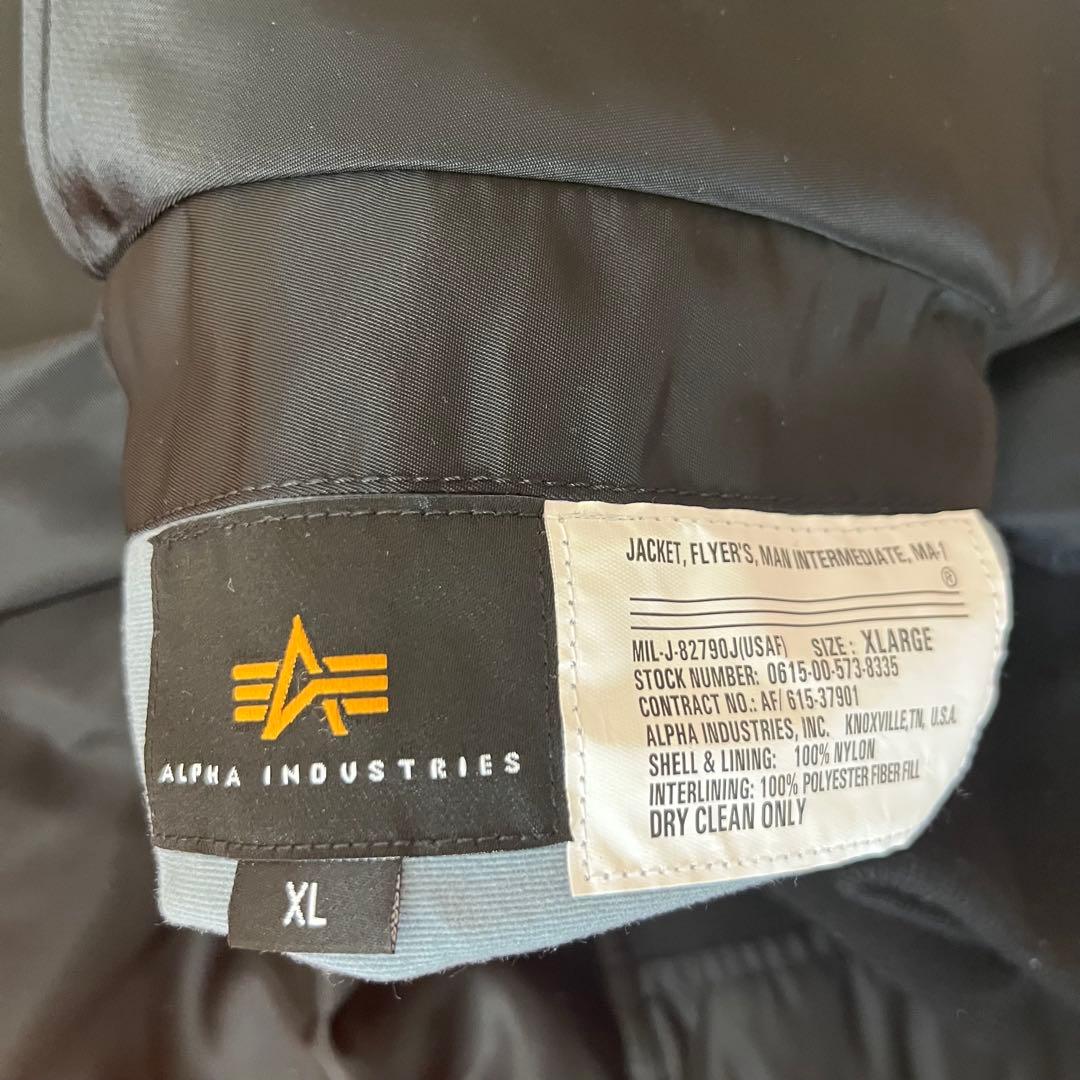 ALPHA INDUSTRIES
XL
JACKET, FLYER'S, MAN INTERMEDIATE, MA-1
®
MIL-J-82790J(USAF) SIZE: XLARGE
STOCK NUMBER: 0615-00-573-8335
CONTRACT NO.: AF/ 615-37901
ALPHA INDUSTRIES, INC. KNOXVILLE,TN, U.S.A.
SHELL & LINING: 100% NYLON
INTERLINING: 100% POLYESTER FIBER FILL
DRY CLEAN ONLY